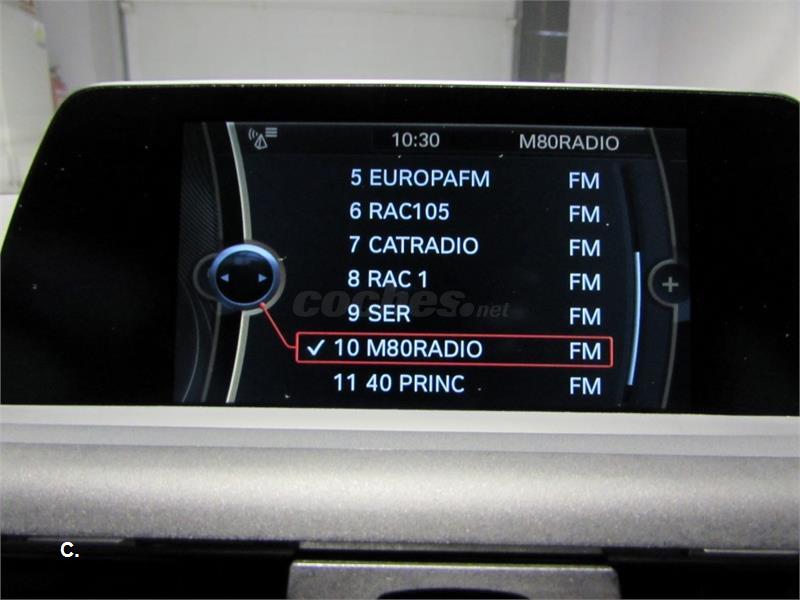 10:30 M80RADIO
5 EUROPAFM FM
6 RAC105 FM
7 CATRADIO FM
8 RAC 1 FM
9 SER FM
10 M80RADIO FM
11 40 PRINC FM
coches.net
C.